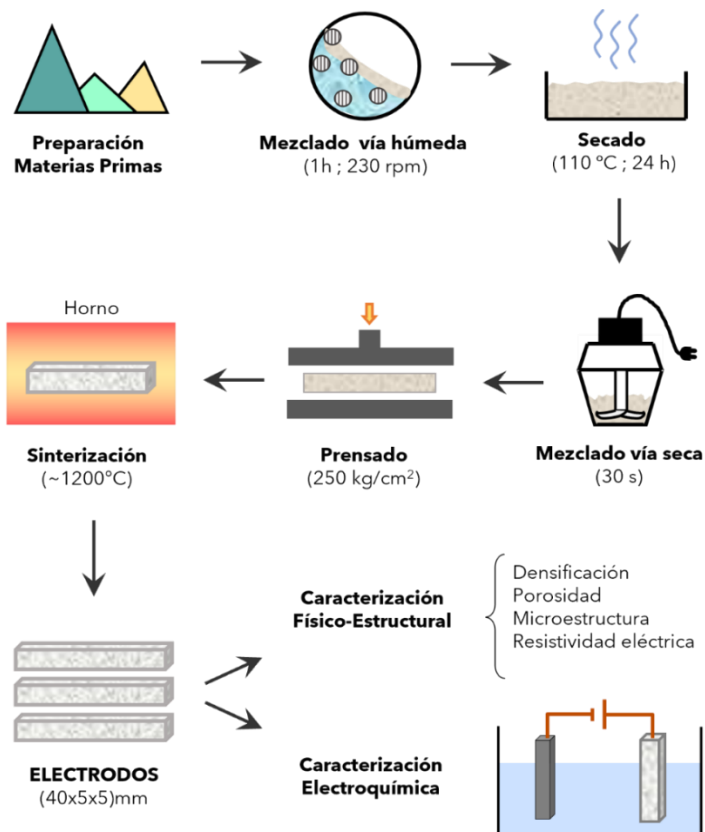 Preparación
Materias Primas
Mezclado vía húmeda
(1h ; 230 rpm)
Secado
(110 ºC ; 24 h)
Horno
Sinterización
(~1200ºC)
Prensado
(250 kg/cm²)
Mezclado vía seca
(30 s)
Caracterización
Físico-Estructural
Densificación
Porosidad
Microestructura
Resistividad eléctrica
ELECTRODOS
(40x5x5)mm
Caracterización
Electroquímica